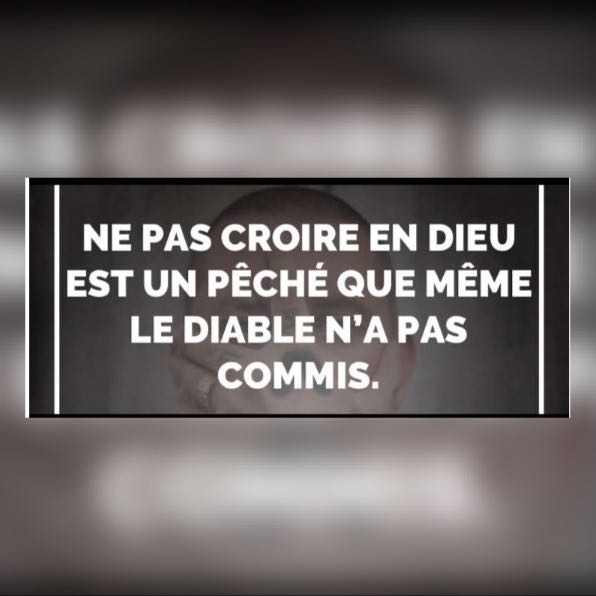 NE PAS CROIRE EN DIEU
EST UN PÊCHÉ QUE MÊME
LE DIABLE N'A PAS
COMMIS.